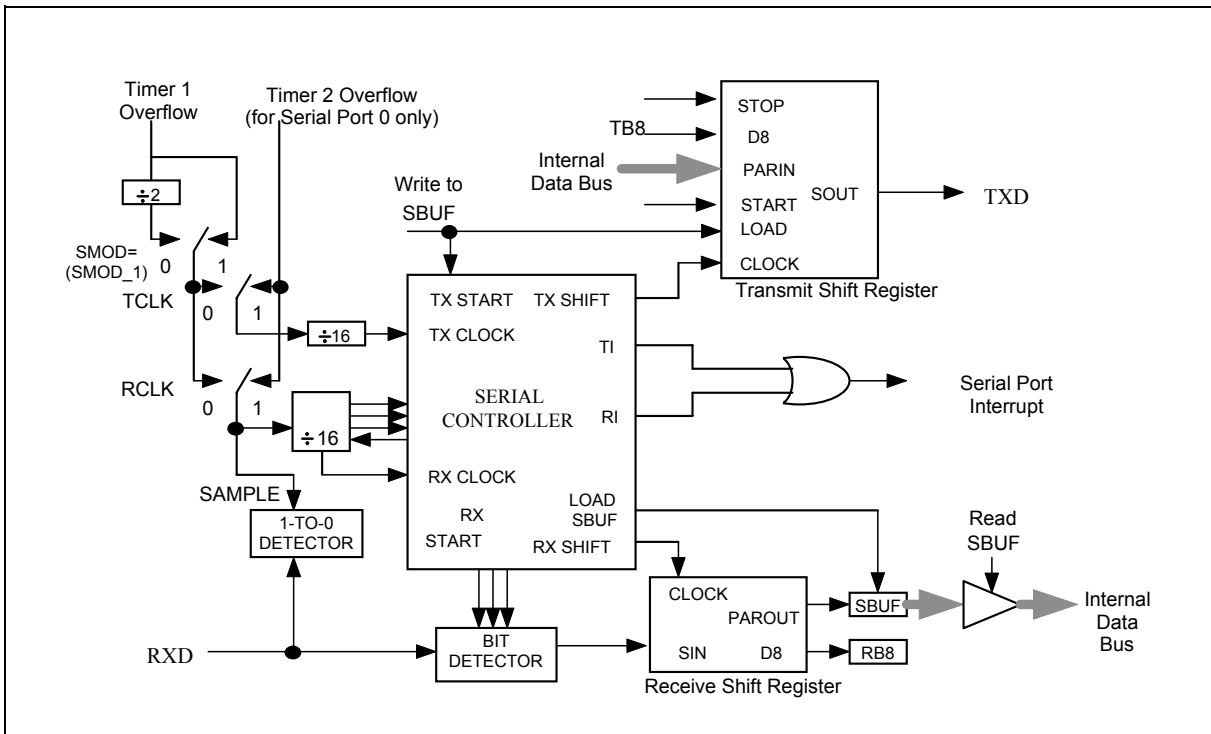 Timer 1
Overflow
Timer 2 Overflow
(for Serial Port 0 only)
÷2
SMOD=
(SMOD_1)
0
1
TCLK
0
1
÷16
RCLK
0
1
÷16
SAMPLE
1-TO-0
DETECTOR
RXD
Write to
SBUF
TX START
TX SHIFT
TX CLOCK
TI
SERIAL
CONTROLLER
RI
RX CLOCK
LOAD
SBUF
RX
START
RX SHIFT
BIT
DETECTOR
TB8
Internal
Data Bus
STOP
D8
PARIN
SOUT
START
LOAD
CLOCK
Transmit Shift Register
TXD
Serial Port
Interrupt
CLOCK
PAROUT
SIN
D8
Receive Shift Register
SBUF
RB8
Read
SBUF
Internal
Data
Bus